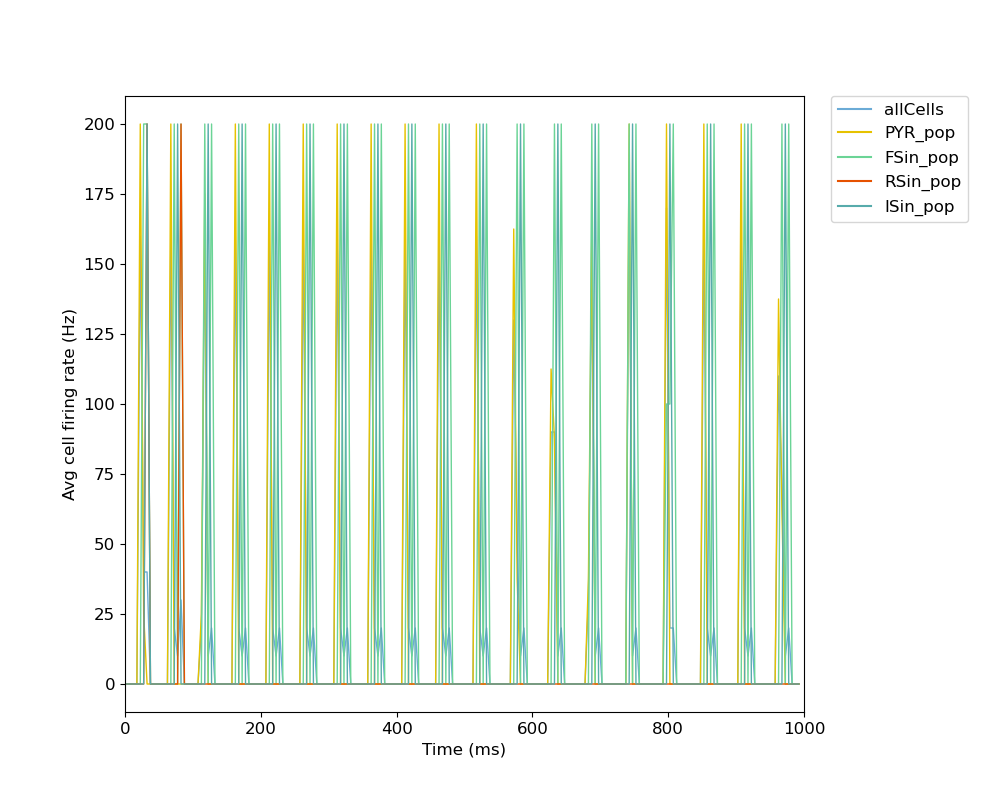 allCells
PYR_pop
FSin_pop
RSin_pop
ISin_pop
200
175
150
125
100
75
50
25
0
Avg cell firing rate (Hz)
0 200 400 600 800 1000
Time (ms)